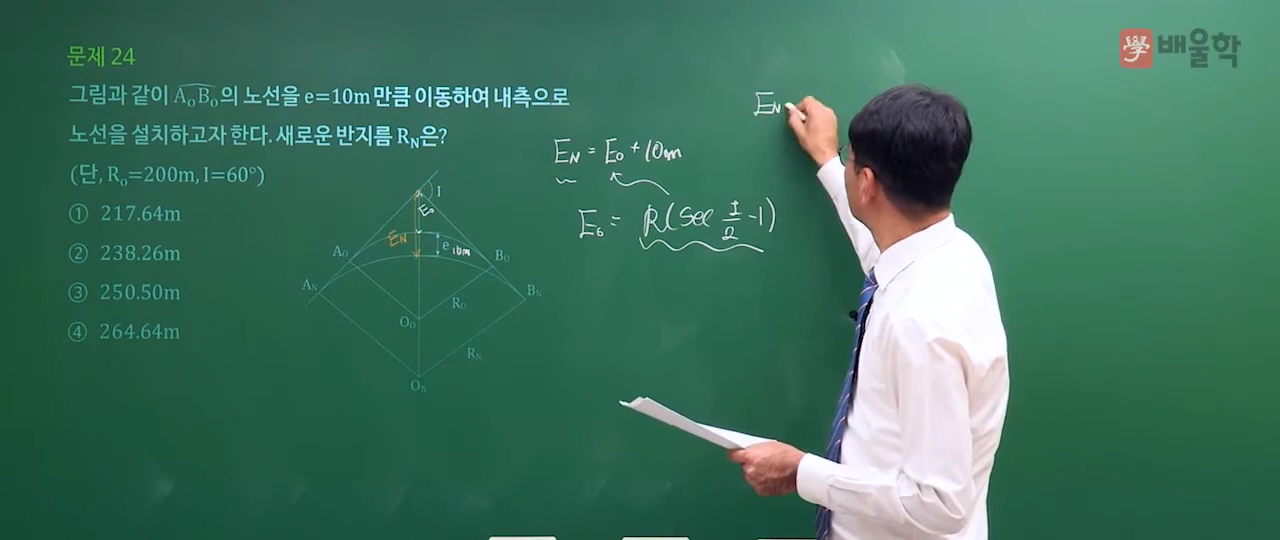 學 배울학
문제 24
그림과 같이 A₀B₀의 노선을 e=10m 만큼 이동하여 내측으로
노선을 설치하고자 한다. 새로운 반지름 R_N은?
(단, R₀=200m, I=60°)
① 217.64m
② 238.26m
③ 250.50m
④ 264.64m
I
E₀
E_N
e 10m
A₀
B₀
A_N
B_N
O₀
R₀
R_N
O_N
E_N = E₀ + 10m
E₀ = R(sec I/2 -1)
E_N